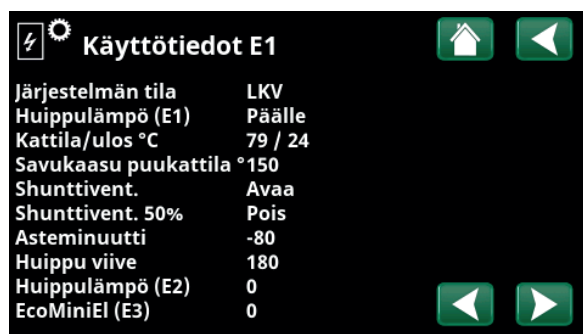 Käyttötiedot E1
Järjestelmän tila LKV
Huippulämpö (E1) Päälle
Kattila/ulos °C 79 / 24
Savukaasu puukattila °150
Shunttivent. Avaa
Shunttivent. 50% Pois
Asteminuutti -80
Huippu viive 180
Huippulämpö (E2) 0
EcoMiniEl (E3) 0